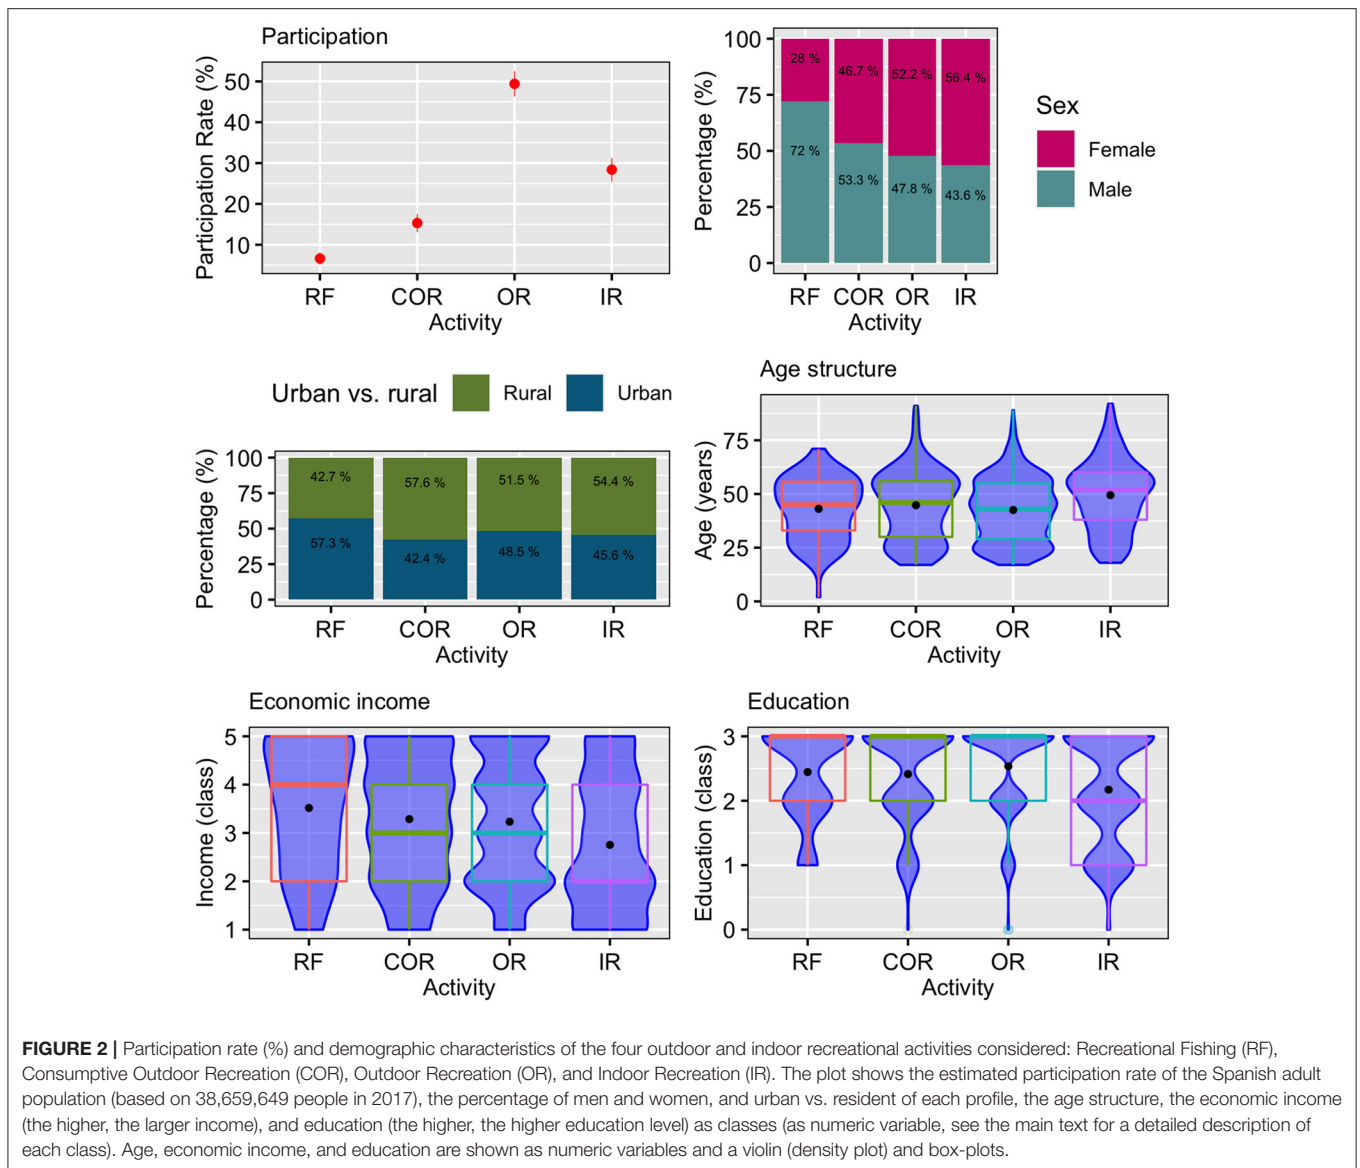 Participation
Participation Rate (%)
50
40
30
20
10
RF COR OR IR
Activity
Percentage (%)
100
75
50
25
0
28 % 46.7 % 52.2 % 56.4 %
72 % 53.3 % 47.8 % 43.6 %
RF COR OR IR
Activity
Sex
Female
Male
Urban vs. rural Rural Urban
Percentage (%)
100
75
50
25
0
42.7 % 57.6 % 51.5 % 54.4 %
57.3 % 42.4 % 48.5 % 45.6 %
RF COR OR IR
Activity
Age structure
Age (years)
75
50
25
0
RF COR OR IR
Activity
Economic income
Income (class)
5
4
3
2
1
RF COR OR IR
Activity
Education
Education (class)
3
2
1
0
RF COR OR IR
Activity
FIGURE 2 | Participation rate (%) and demographic characteristics of the four outdoor and indoor recreational activities considered: Recreational Fishing (RF),
Consumptive Outdoor Recreation (COR), Outdoor Recreation (OR), and Indoor Recreation (IR). The plot shows the estimated participation rate of the Spanish adult
population (based on 38,659,649 people in 2017), the percentage of men and women, and urban vs. resident of each profile, the age structure, the economic income
(the higher, the larger income), and education (the higher, the higher education level) as classes (as numeric variable, see the main text for a detailed description of
each class). Age, economic income, and education are shown as numeric variables and a violin (density plot) and box-plots.